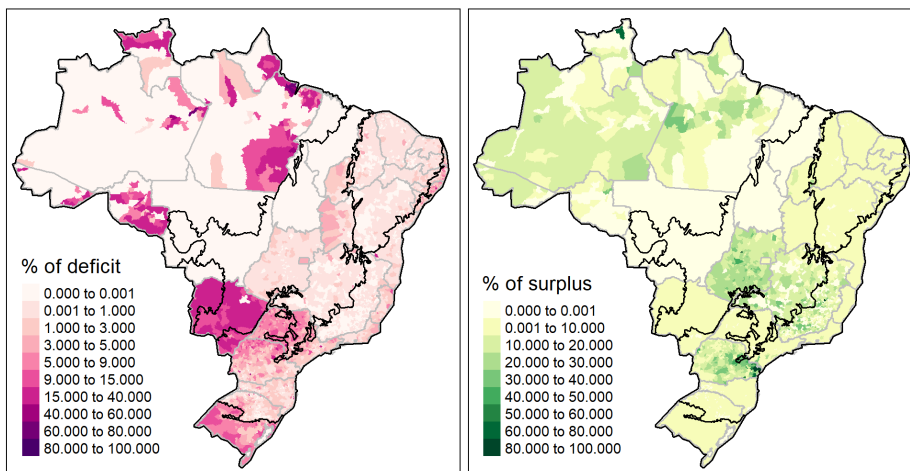 % of deficit
0.000 to 0.001
0.001 to 1.000
1.000 to 3.000
3.000 to 5.000
5.000 to 9.000
9.000 to 15.000
15.000 to 40.000
40.000 to 60.000
60.000 to 80.000
80.000 to 100.000
% of surplus
0.000 to 0.001
0.001 to 10.000
10.000 to 20.000
20.000 to 30.000
30.000 to 40.000
40.000 to 50.000
50.000 to 60.000
60.000 to 80.000
80.000 to 100.000